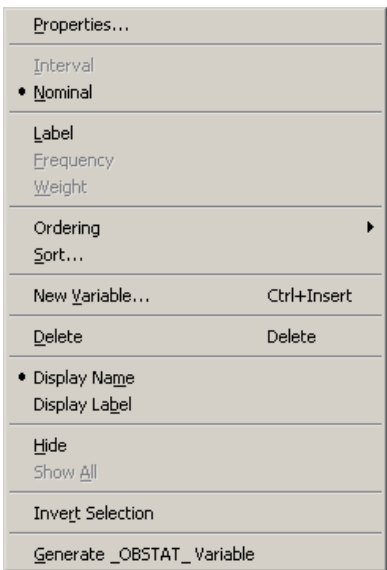 Properties...
Interval
• Nominal
Label
Frequency
Weight
Ordering
Sort...
New Variable... Ctrl+Insert
Delete Delete
• Display Name
Display Label
Hide
Show All
Invert Selection
Generate _OBSTAT_ Variable